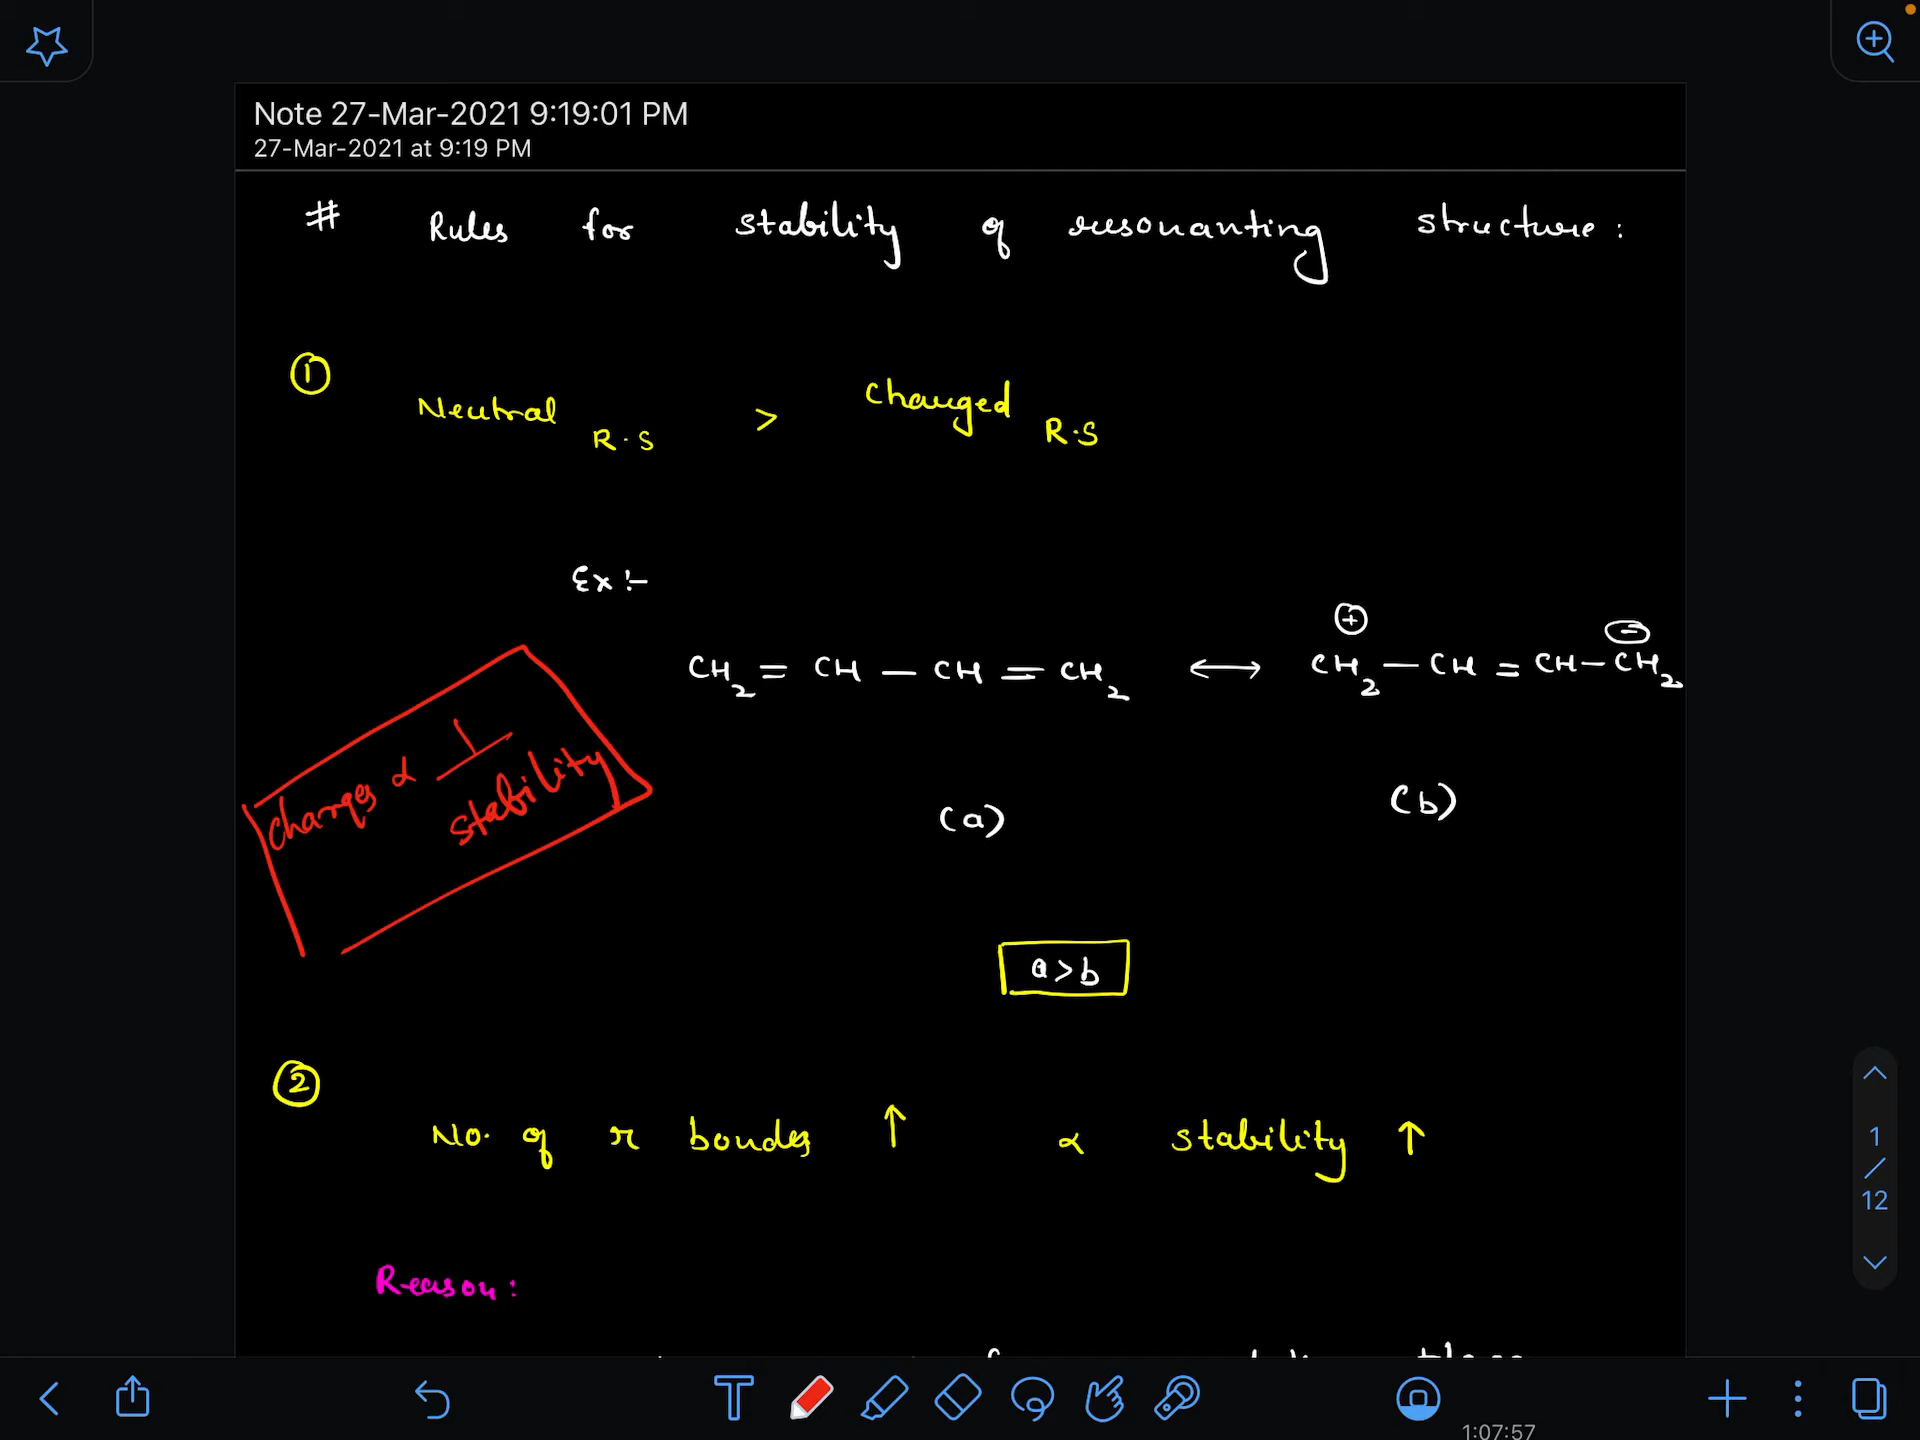 Note 27-Mar-2021 9:19:01 PM
27-Mar-2021 at 9:19 PM
# Rules for stability of resonanting structure :
① Neutral R.S > Charged R.S
Ex :-
CH₂ = CH — CH = CH₂ ⟷ CH₂⊕ — CH = CH — CH₂⊖
(a) (b)
charges ∝ 1/stability
a > b
② No. of π bonds ↑ ∝ stability ↑
Reason :
1
/
12
1:07:57